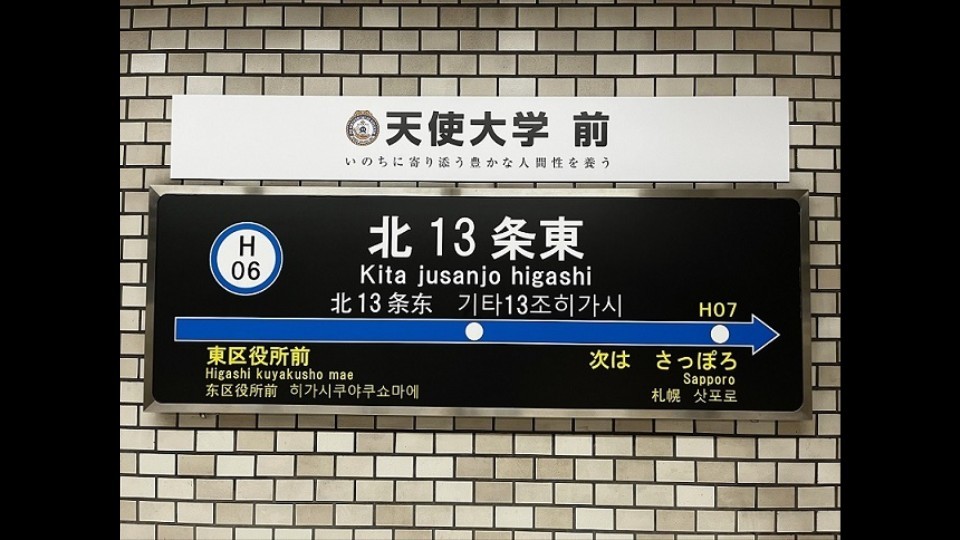 天使大学 前
いのちに寄り添う豊かな人間性を養う
H
06
北13条東
Kita jusanjo higashi
北13条东 기타13조히가시
H07
東区役所前
Higashi kuyakusho mae
东区役所前 히가시쿠야쿠쇼마에
次は さっぽろ
Sapporo
札幌 삿포로